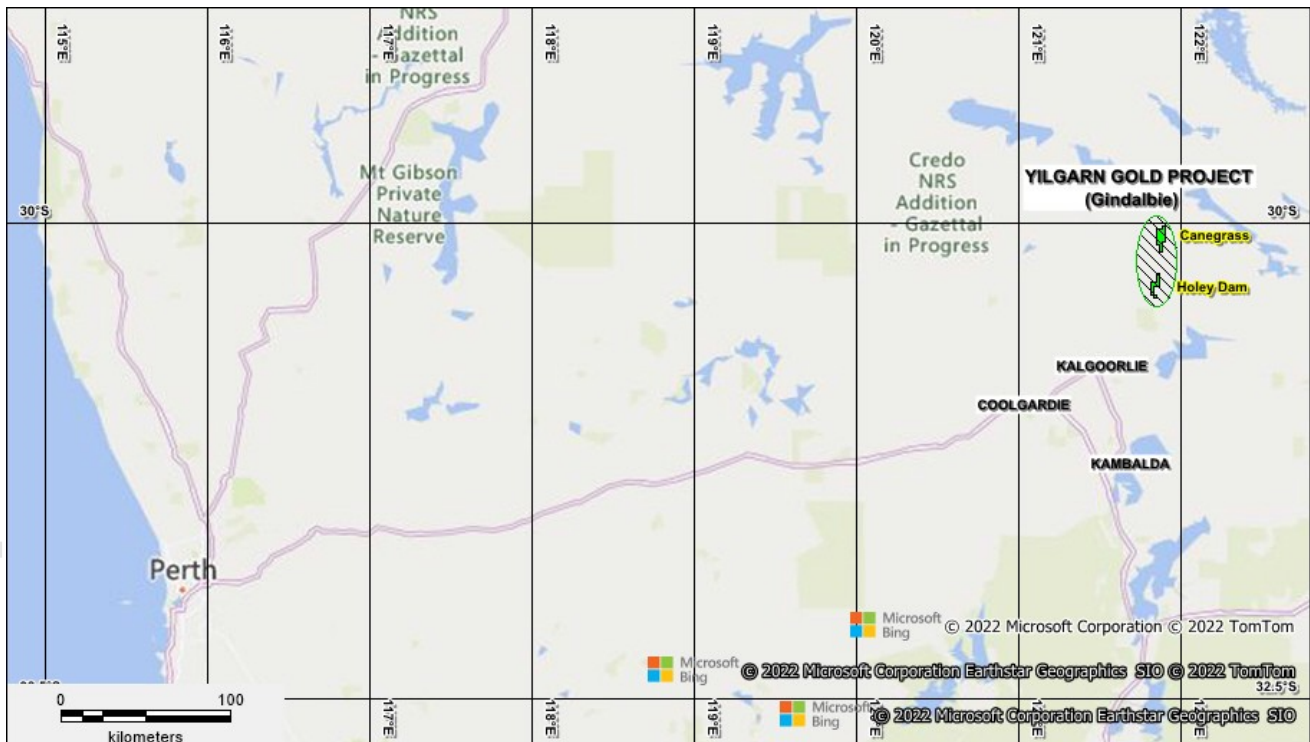 115°E
116°E
117°E
118°E
119°E
120°E
121°E
122°E
NRS
Addition
- Gazettal
in Progress
Mt Gibson
Private
Nature
Reserve
Credo
NRS
Addition
- Gazettal
in Progress
YILGARN GOLD PROJECT
(Gindalbie)
30°S
30°S
Canegrass
Holey Dam
KALGOORLIE
COOLGARDIE
KAMBALDA
Perth
Microsoft
Bing
© 2022 Microsoft Corporation © 2022 TomTom
Microsoft
Bing
© 2022 Microsoft Corporation Earthstar Geographics SIO © 2022 TomTom
32.5°S
0
100
kilometers
117°E
118°E
119°E
120°E
121°E
122°E
Microsoft
Bing
© 2022 Microsoft Corporation Earthstar Geographics SIO